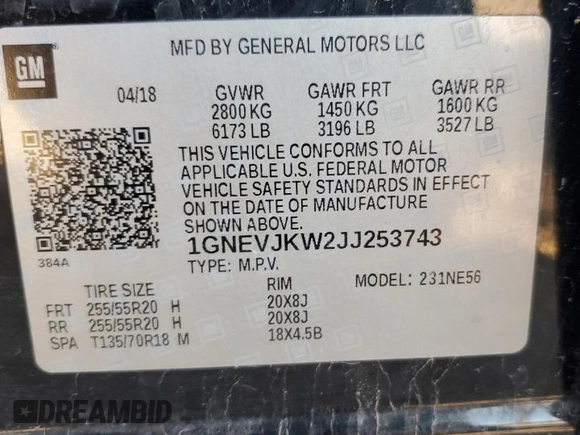 GM
MFD BY GENERAL MOTORS LLC
04/18 GVWR GAWR FRT GAWR RR
2800 KG 1450 KG 1600 KG
6173 LB 3196 LB 3527 LB
THIS VEHICLE CONFORMS TO ALL
APPLICABLE U.S. FEDERAL MOTOR
VEHICLE SAFETY STANDARDS IN EFFECT
ON THE DATE OF MANUFACTURE
SHOWN ABOVE.
384A
1GNEVJKW2JJ253743
TYPE: M.P.V. MODEL: 231NE56
TIRE SIZE RIM
FRT 255/55R20 H 20X8J
RR 255/55R20 H 20X8J
SPA T135/70R18 M 18X4.5B
DREAMBID